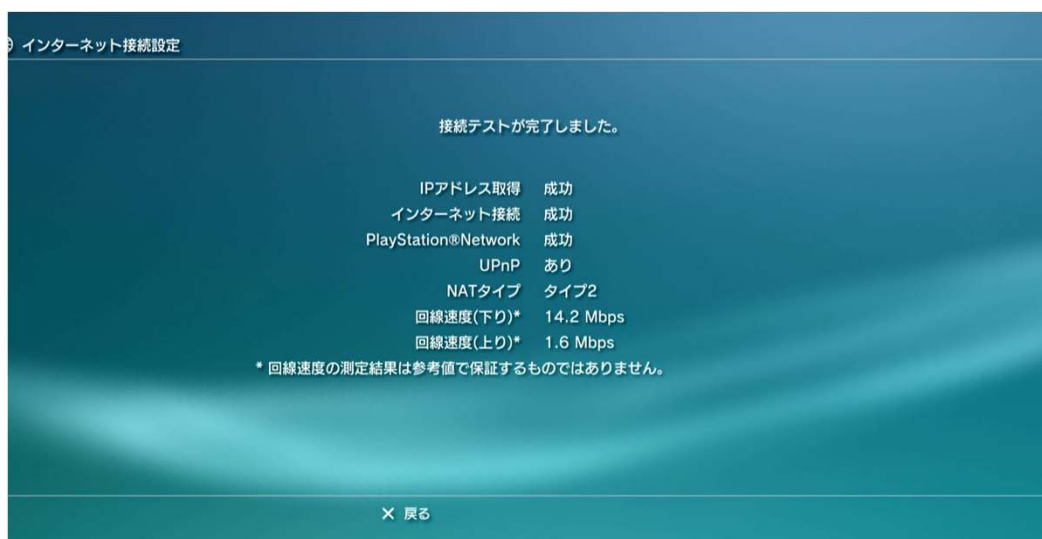 インターネット接続設定
接続テストが完了しました。
IPアドレス取得 成功
インターネット接続 成功
PlayStation®Network 成功
UPnP あり
NATタイプ タイプ2
回線速度(下り)* 14.2 Mbps
回線速度(上り)* 1.6 Mbps
* 回線速度の測定結果は参考値で保証するものではありません。
✕ 戻る